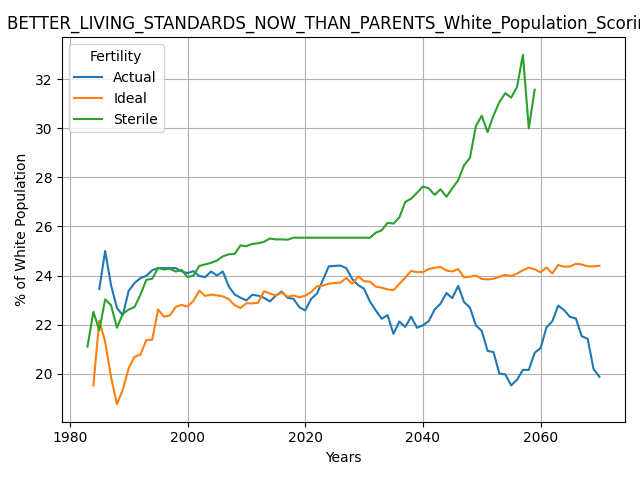 BETTER_LIVING_STANDARDS_NOW_THAN_PARENTS_White_Population_Scori
Fertility
Actual
Ideal
Sterile
% of White Population
32
30
28
26
24
22
20
1980
2000
2020
2040
2060
Years